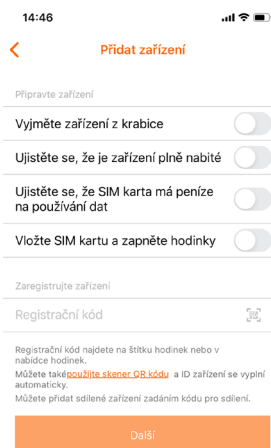 14:46
Přidat zařízení
Připravte zařízení
Vyjměte zařízení z krabice
Ujistěte se, že je zařízení plně nabité
Ujistěte se, že SIM karta má peníze
na používání dat
Vložte SIM kartu a zapněte hodinky
Zaregistrujte zařízení
Registrační kód
Registrační kód najdete na štítku hodinek nebo v
nabídce hodinek.
Můžete taképoužijte skener QR kódu a ID zařízení se vyplní
automaticky.
Můžete přidat sdílené zařízení zadáním kódu pro sdílení.
Další